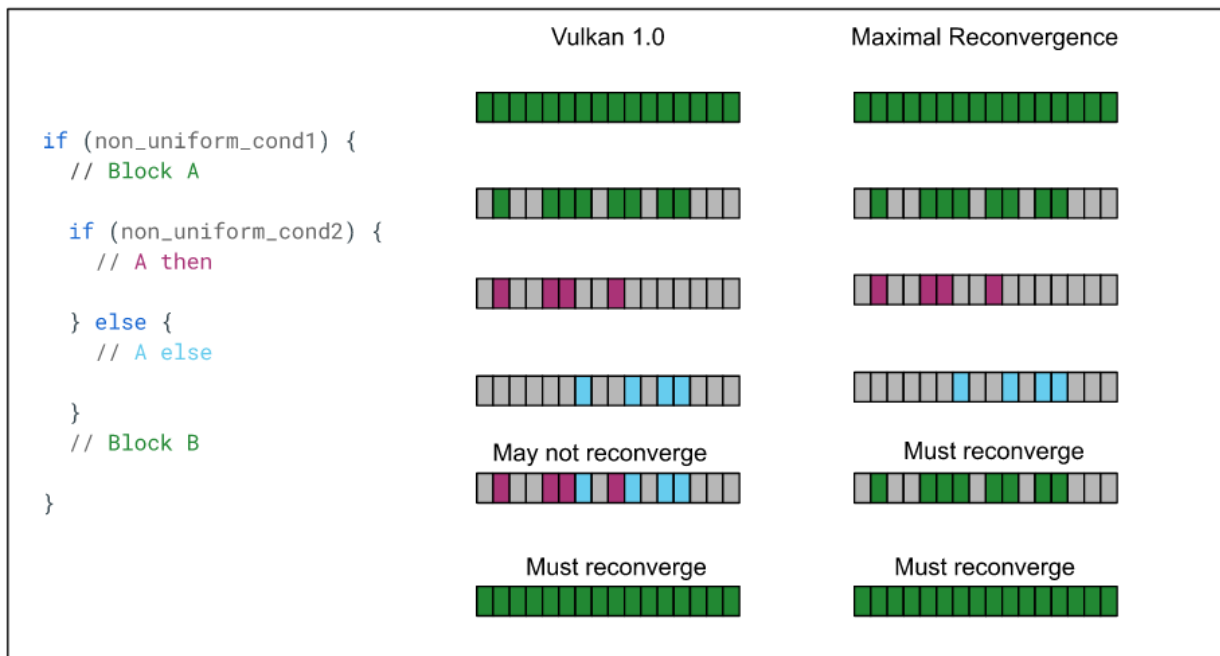 Vulkan 1.0
Maximal Reconvergence
if (non_uniform_cond1) {
// Block A
if (non_uniform_cond2) {
// A then
} else {
// A else
}
// Block B
}
May not reconverge
Must reconverge
Must reconverge
Must reconverge